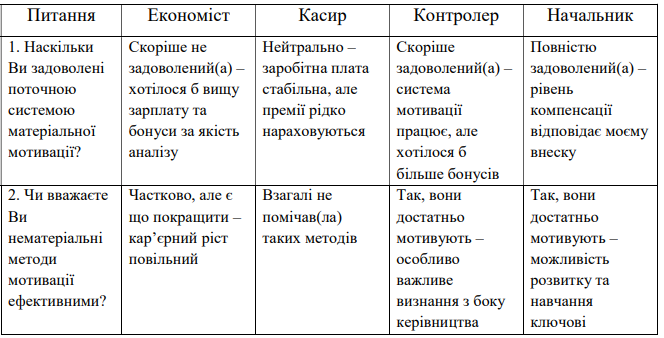 Питання
Економіст
Касир
Контролер
Начальник
1. Наскільки
Ви задоволені
поточною
системою
матеріальної
мотивації?
Скоріше не
задоволений(а) –
хотілося б вищу
зарплату та
бонуси за якість
аналізу
Нейтрально –
заробітна плата
стабільна, але
премії рідко
нараховуються
Скоріше
задоволений(а) –
система
мотивації
працює, але
хотілося б
більше бонусів
Повністю
задоволений(а) –
рівень
компенсації
відповідає моєму
внеску
2. Чи вважаєте
Ви
нематеріальні
методи
мотивації
ефективними?
Частково, але є
що покращити –
кар’єрний ріст
повільний
Взагалі не
помічав(ла)
таких методів
Так, вони
достатньо
мотивують –
особливо
важливе
визнання з боку
керівництва
Так, вони
достатньо
мотивують –
можливість
розвитку та
навчання
ключові